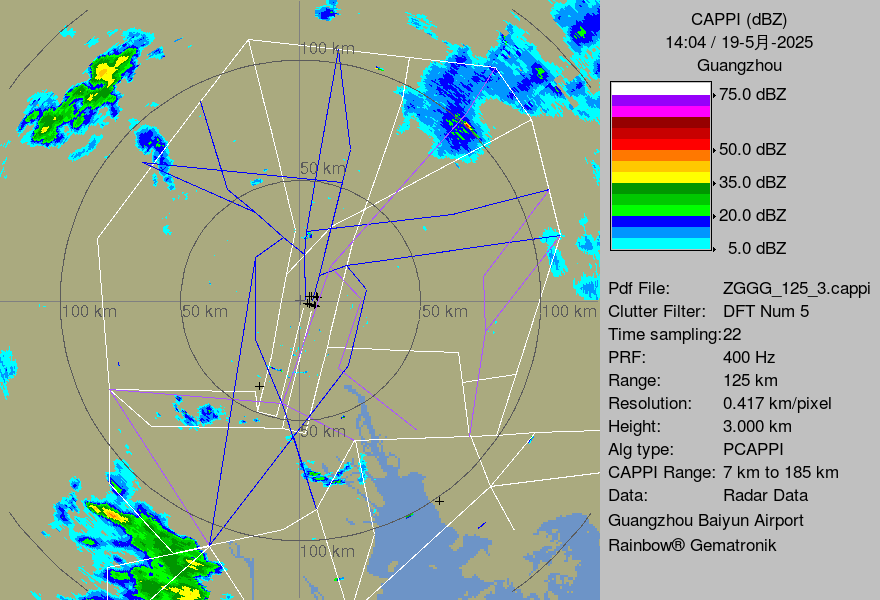 CAPPI (dBZ)
14:04 / 19-5月-2025
Guangzhou
75.0 dBZ
50.0 dBZ
35.0 dBZ
20.0 dBZ
5.0 dBZ
Pdf File: ZGGG_125_3.cappi
Clutter Filter: DFT Num 5
Time sampling:22
PRF: 400 Hz
Range: 125 km
Resolution: 0.417 km/pixel
Height: 3.000 km
Alg type: PCAPPI
CAPPI Range: 7 km to 185 km
Data: Radar Data
Guangzhou Baiyun Airport
Rainbow® Gematronik
100 km
50 km
100 km 50 km 50 km 100 km
50 km
100 km